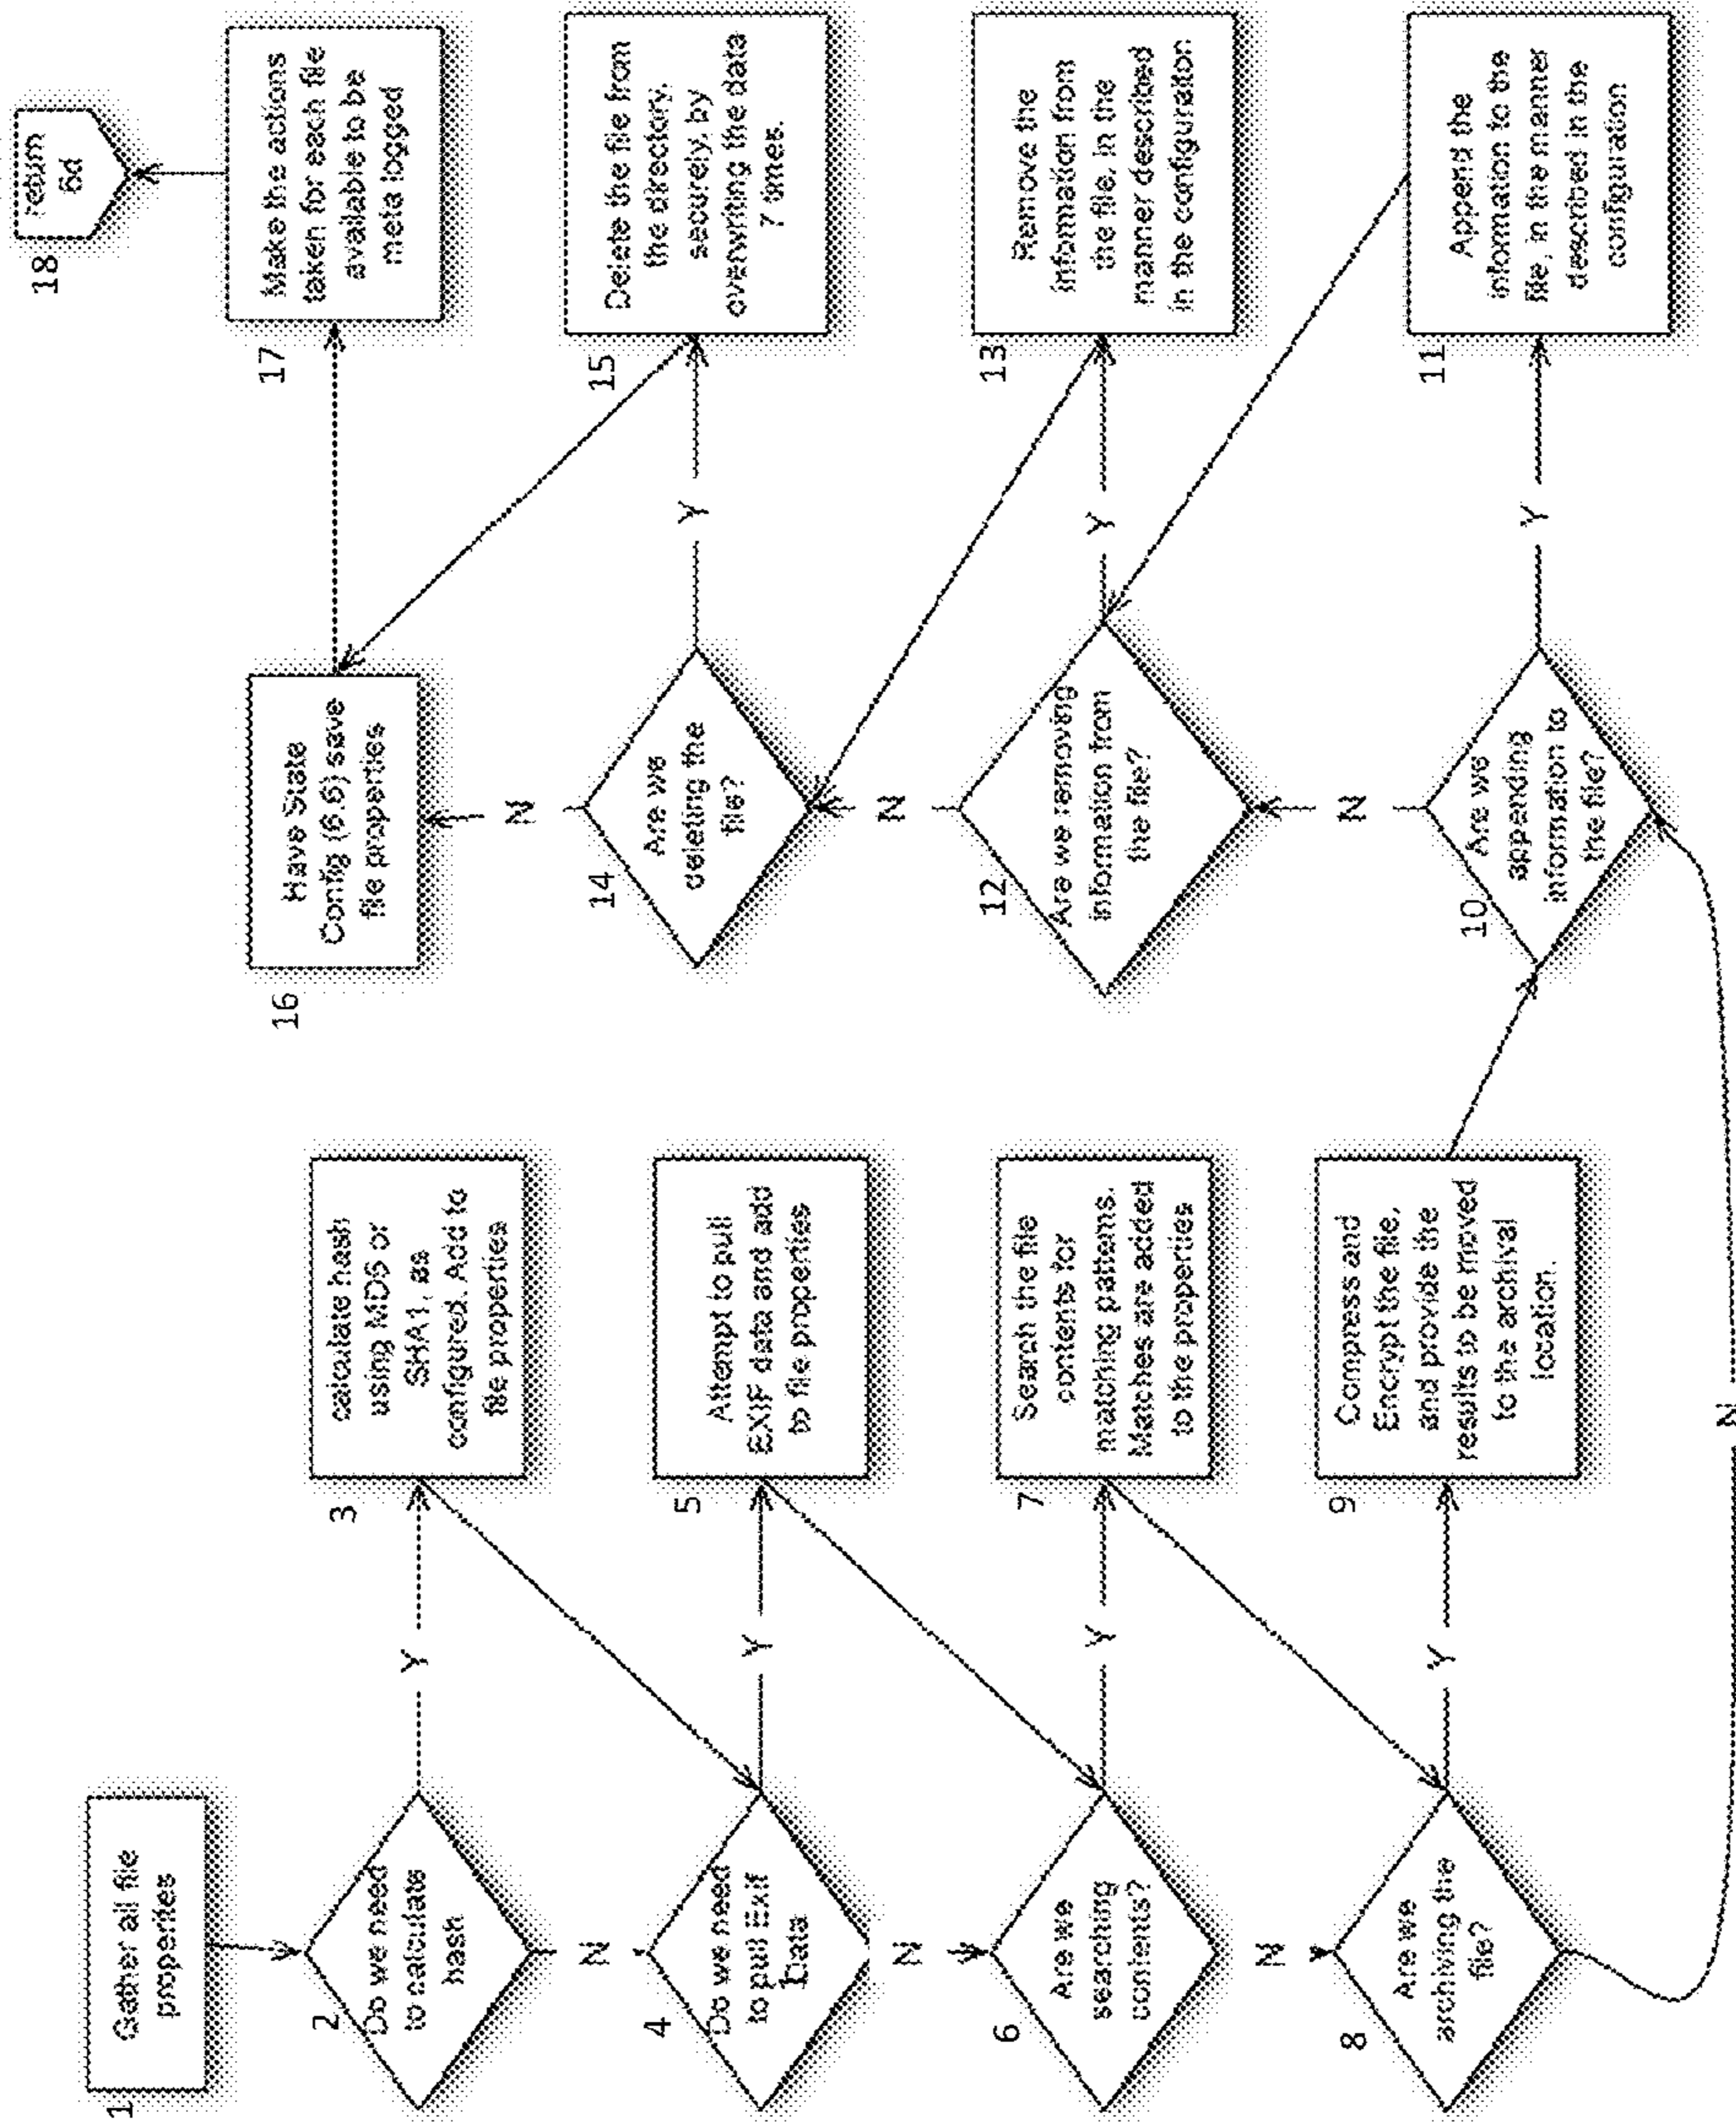 1
Gather all file
properites
2
Do we need
to calculate
hash
Y
N
3
calculate hash
using MD5 or
SHA1, as
configured. Add to
file properties
4
Do we need
to pull Exif
Data
Y
N
5
Attempt to pull
EXIF data and add
to file properties
6
Are we
searching
contents?
Y
N
7
Search the file
contents for
matching patterns.
Matches are added
to the properties
8
Are we
archiving the
file?
Y
N
9
Compress and
Encrypt the file,
and provide the
results to be moved
to the archival
location.
10
Are we
appending
information to
the file?
Y
N
11
Append the
information to the
file, in the manner
described in the
configuration
12
Are we removing
information from
the file?
Y
N
13
Remove the
information from
the file, in the
manner described
in the configuration
14
Are we
deleting the
file?
Y
N
15
Delete the file from
the directory,
securely, by
overwriting the data
7 times.
16
Have State
Config (6.6) save
file properties
17
Make the actions
taken for each file
available to be
meta logged
18
return
6d